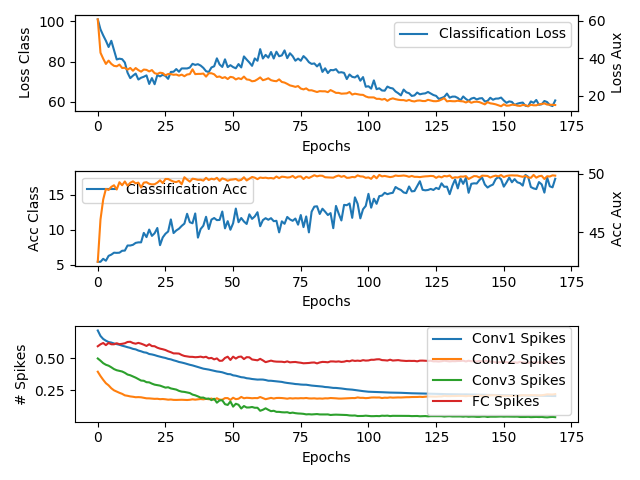 100
80
60
Loss Class
Classification Loss
60
40
20
Loss Aux
0 25 50 75 100 125 150 175
Epochs
15
10
5
Acc Class
Classification Acc
50
45
Acc Aux
0 25 50 75 100 125 150 175
Epochs
0.50
0.25
# Spikes
Conv1 Spikes
Conv2 Spikes
Conv3 Spikes
FC Spikes
0 25 50 75 100 125 150 175
Epochs